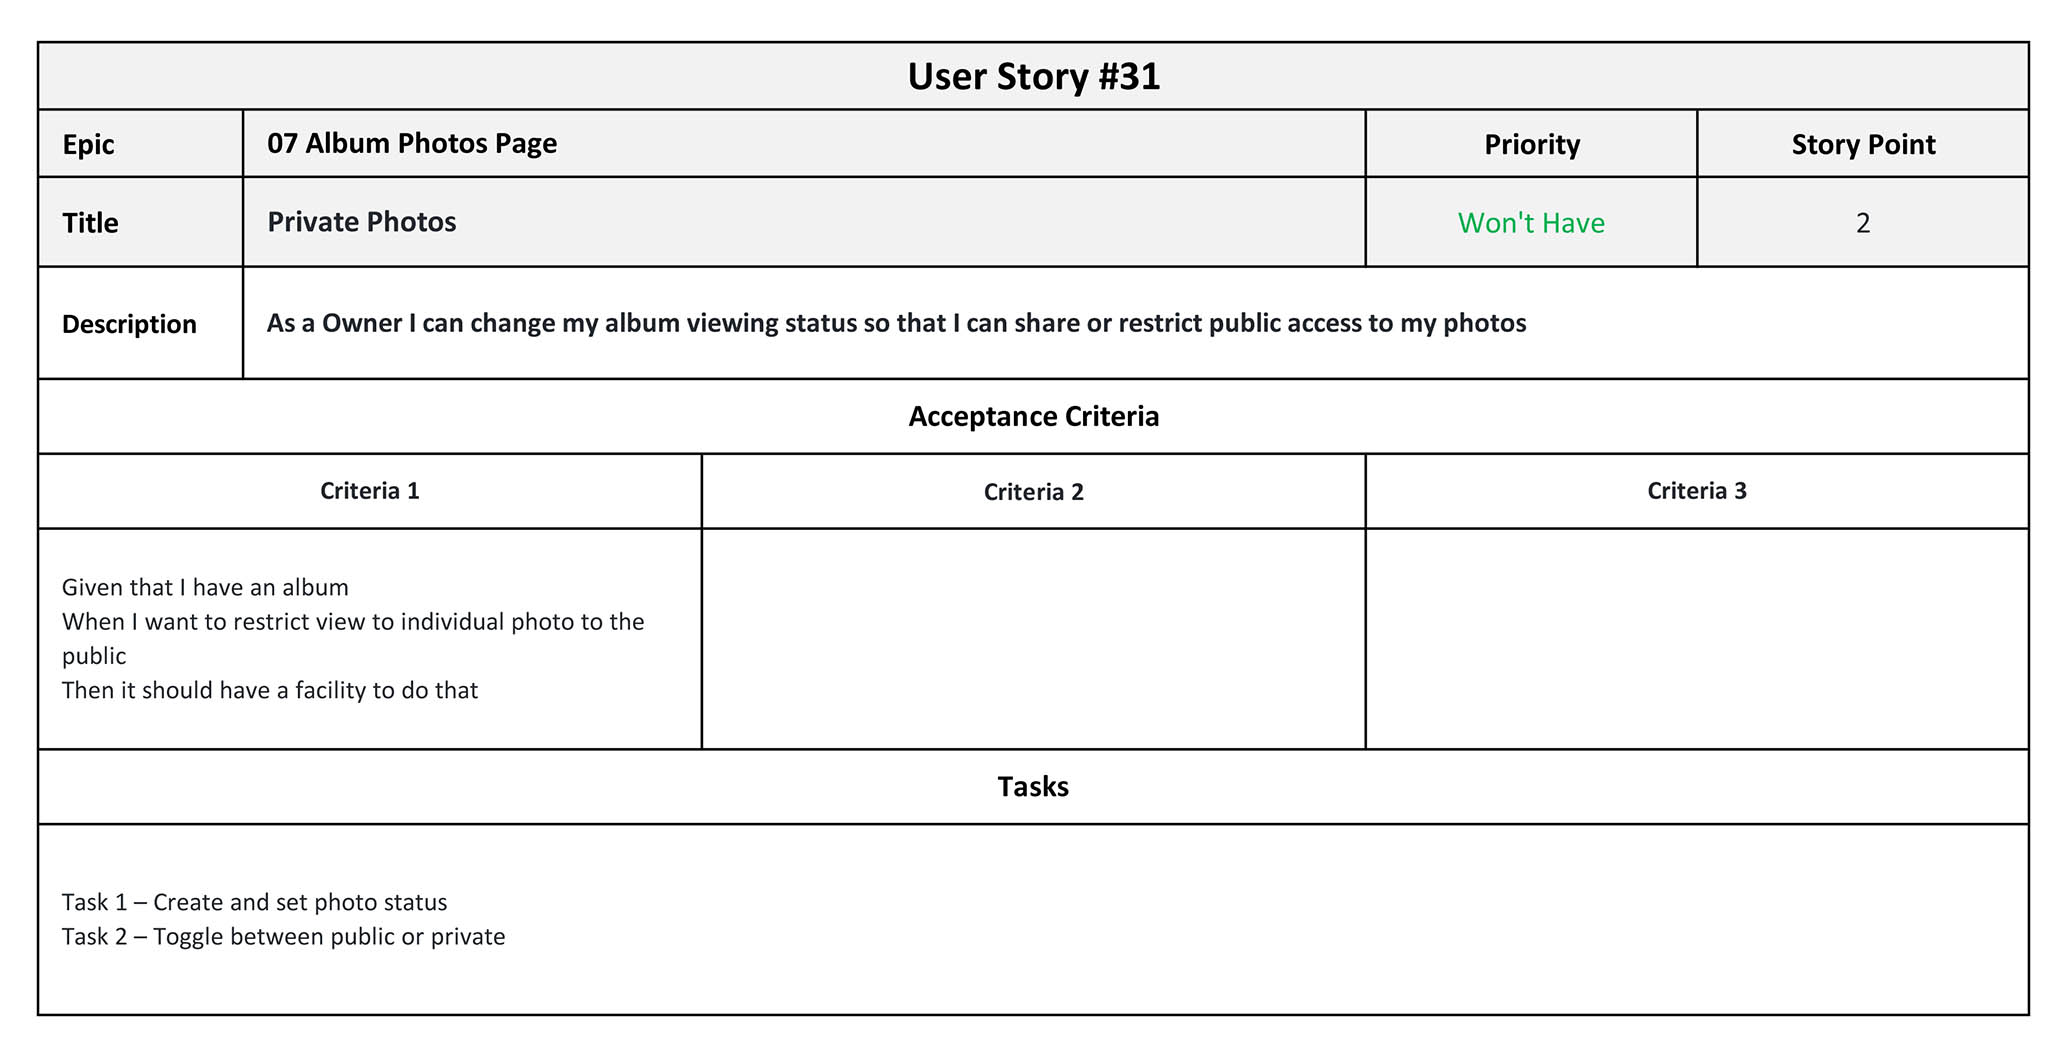 User Story #31
Epic
07 Album Photos Page
Priority
Story Point
Title
Private Photos
Won't Have
2
Description
As a Owner I can change my album viewing status so that I can share or restrict public access to my photos
Acceptance Criteria
Criteria 1
Criteria 2
Criteria 3
Given that I have an album
When I want to restrict view to individual photo to the
public
Then it should have a facility to do that
Tasks
Task 1 – Create and set photo status
Task 2 – Toggle between public or private